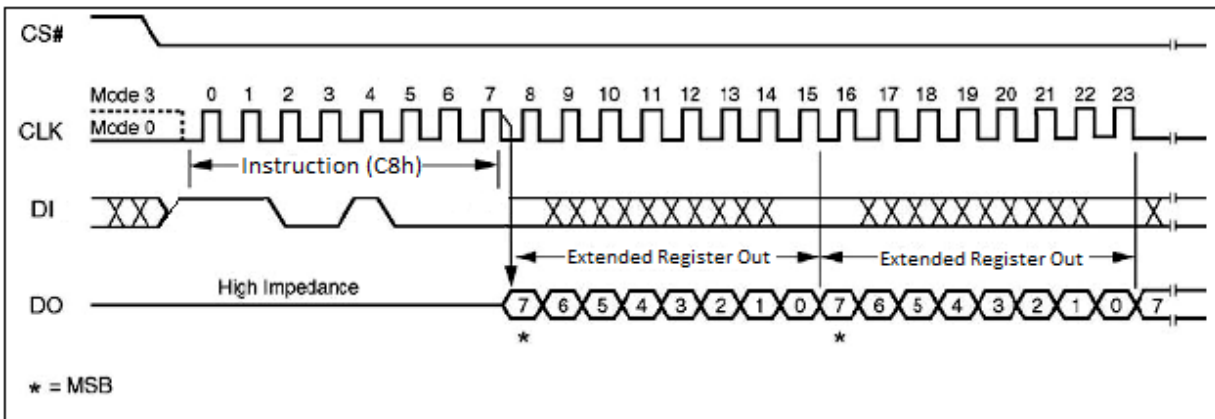 CS#
Mode 3 0 1 2 3 4 5 6 7 8 9 10 11 12 13 14 15 16 17 18 19 20 21 22 23
CLK Mode 0
Instruction (C8h)
DI
Extended Register Out Extended Register Out
High Impedance
DO 7 6 5 4 3 2 1 0 7 6 5 4 3 2 1 0 7
* *
* = MSB